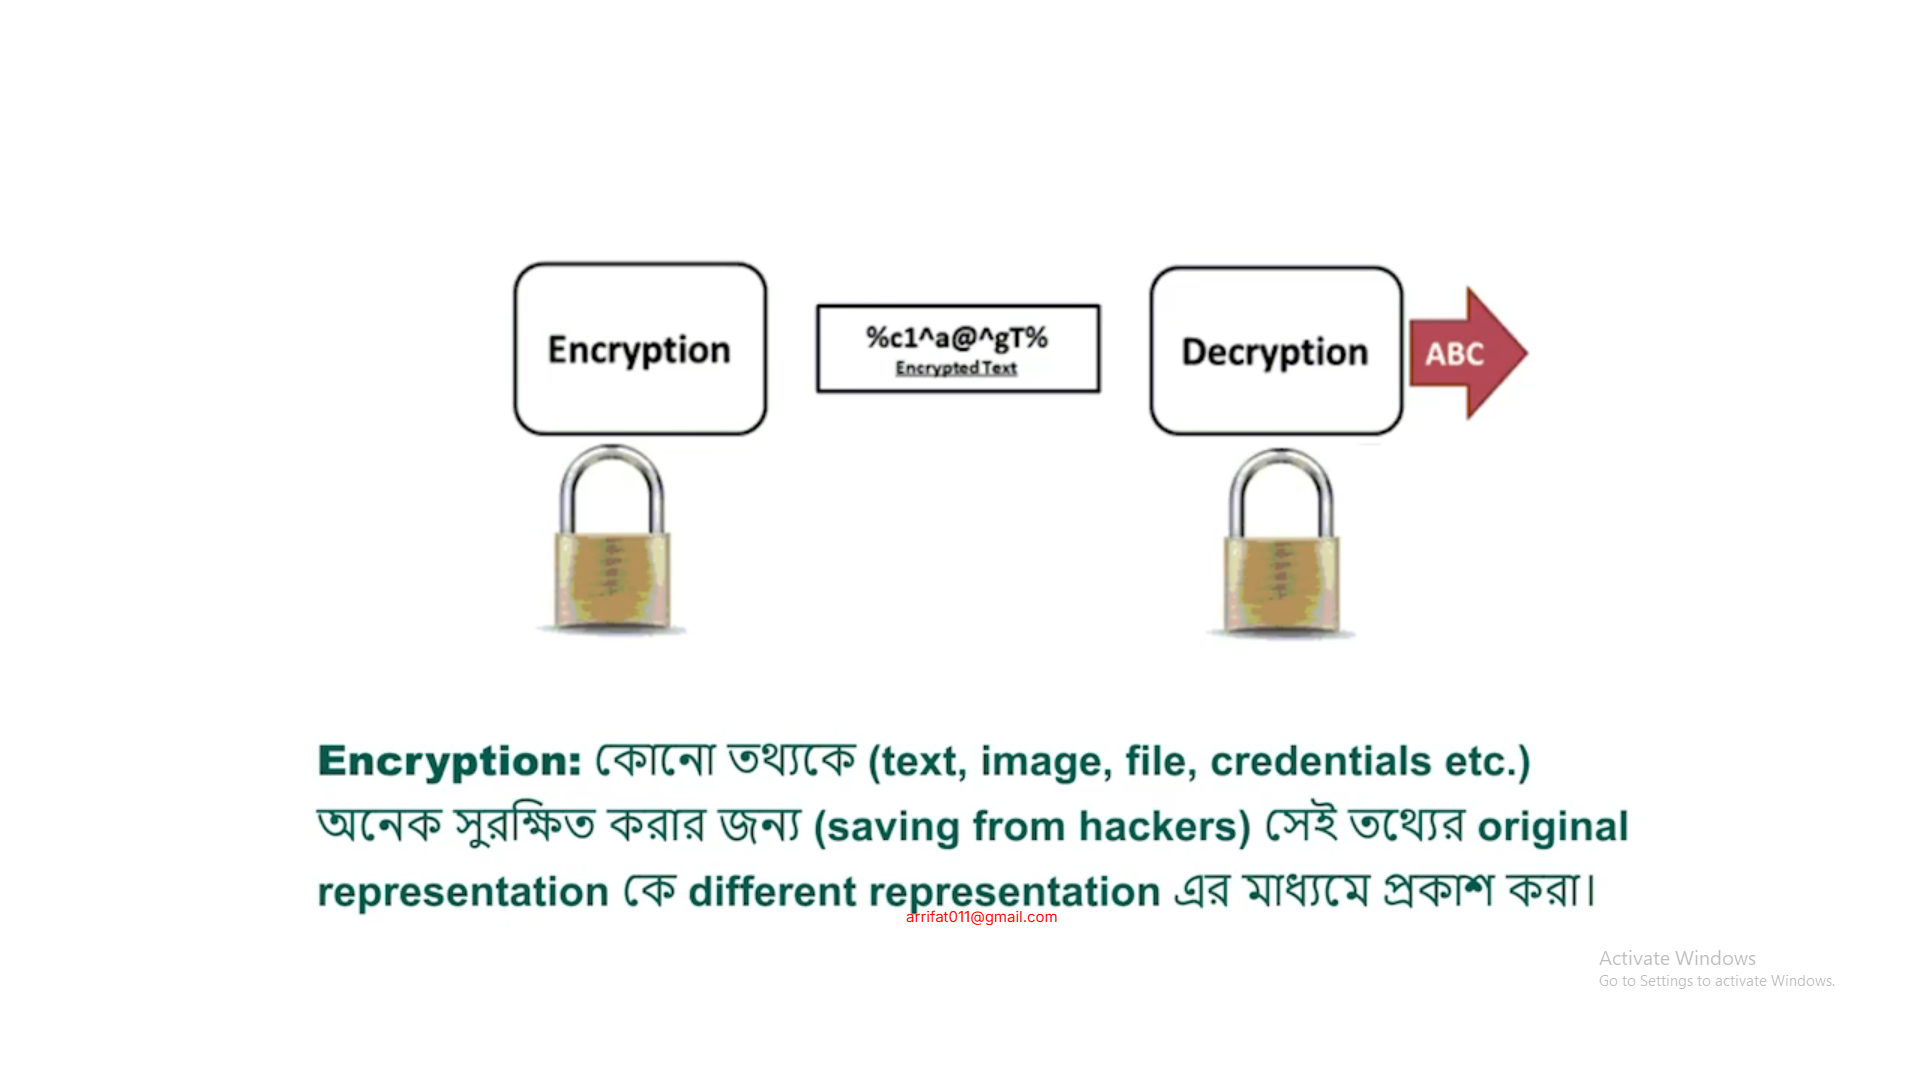 Encryption
%c1^a@^gT%
Encrypted Text
Decryption
ABC
Encryption: কোনো তথ্যকে (text, image, file, credentials etc.)
অনেক সুরক্ষিত করার জন্য (saving from hackers) সেই তথ্যের original
representation কে different representation এর মাধ্যমে প্রকাশ করা।
arrifat011@gmail.com
Activate Windows
Go to Settings to activate Windows.